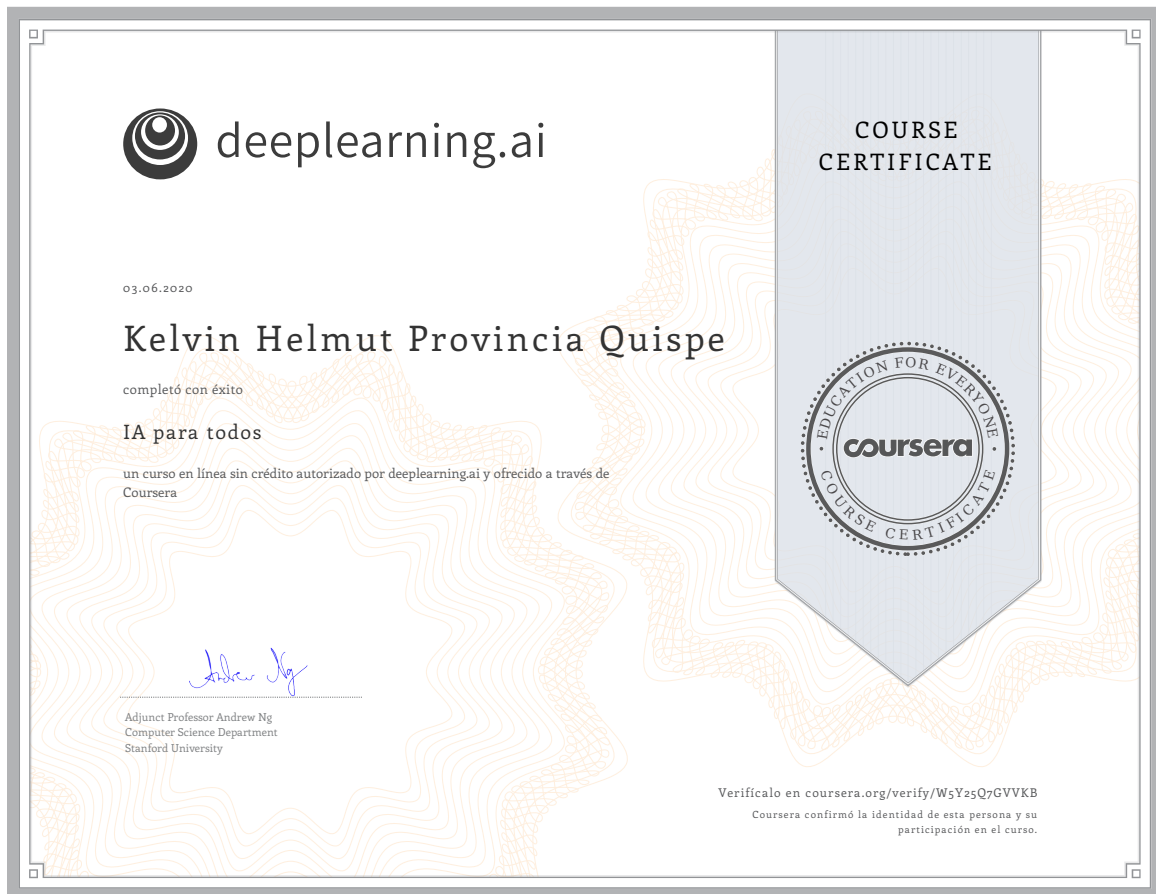 deeplearning.ai
COURSE
CERTIFICATE
03.06.2020
Kelvin Helmut Provincia Quispe
completó con éxito
IA para todos
un curso en línea sin crédito autorizado por deeplearning.ai y ofrecido a través de
Coursera
EDUCATION FOR EVERYONE
coursera
COURSE CERTIFICATE
Andrew Ng
Adjunct Professor Andrew Ng
Computer Science Department
Stanford University
Verifícalo en coursera.org/verify/W5Y25Q7GVVKB
Coursera confirmó la identidad de esta persona y su
participación en el curso.